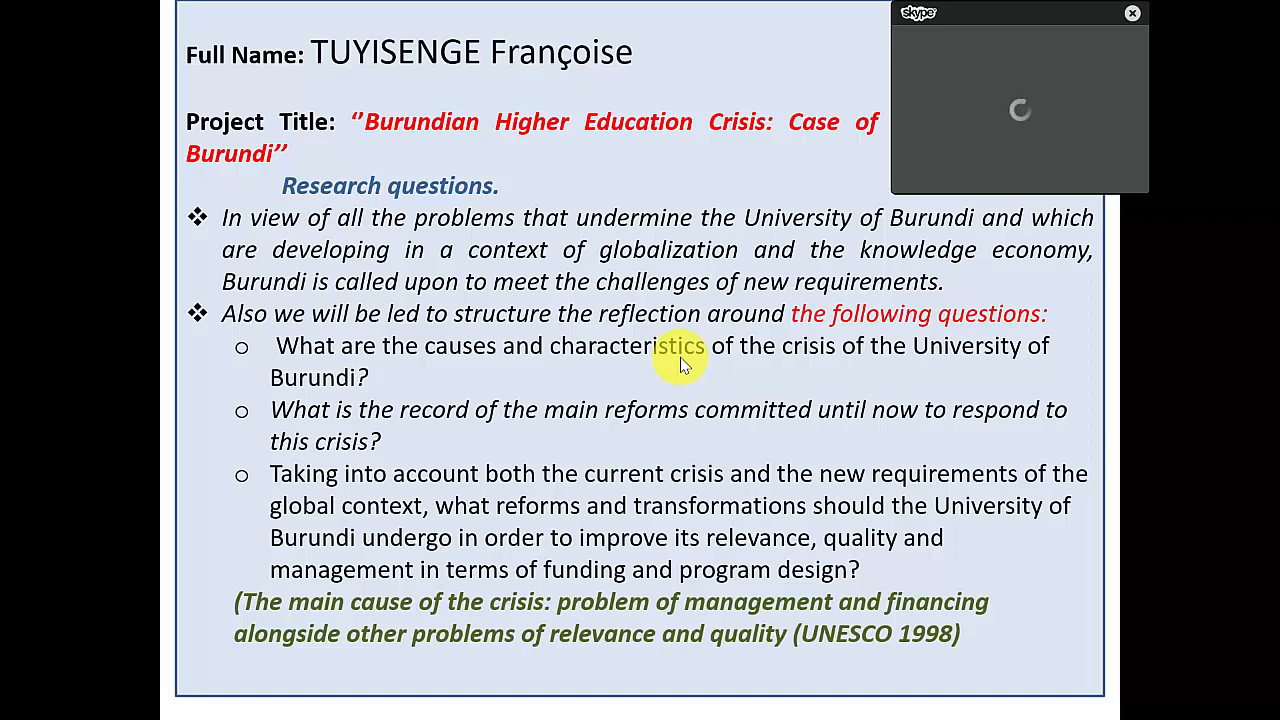 skype
Full Name: TUYISENGE Françoise
Project Title: ‘’Burundian Higher Education Crisis: Case of
Burundi’’
Research questions.
❖ In view of all the problems that undermine the University of Burundi and which
are developing in a context of globalization and the knowledge economy,
Burundi is called upon to meet the challenges of new requirements.
❖ Also we will be led to structure the reflection around the following questions:
o What are the causes and characteristics of the crisis of the University of
Burundi?
o What is the record of the main reforms committed until now to respond to
this crisis?
o Taking into account both the current crisis and the new requirements of the
global context, what reforms and transformations should the University of
Burundi undergo in order to improve its relevance, quality and
management in terms of funding and program design?
(The main cause of the crisis: problem of management and financing
alongside other problems of relevance and quality (UNESCO 1998)